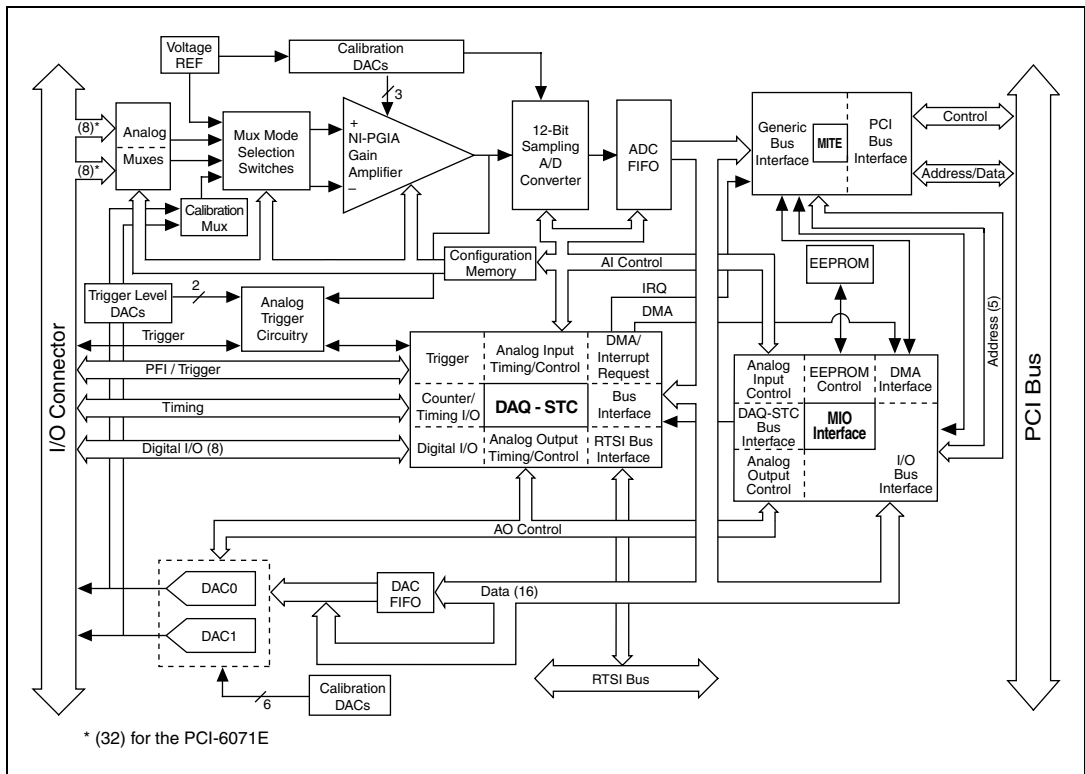 Voltage
REF
Calibration
DACs
3
(8)*
(8)*
Analog
Muxes
Mux Mode
Selection
Switches
+
NI-PGIA
Gain
Amplifier
–
12-Bit
Sampling
A/D
Converter
ADC
FIFO
Generic
Bus
Interface
MITE
PCI
Bus
Interface
Control
Address/Data
Calibration
Mux
Configuration
Memory
AI Control
EEPROM
Trigger Level
DACs
2
Analog
Trigger
Circuitry
IRQ
DMA
Address (5)
Trigger
PFI / Trigger
Timing
Digital I/O (8)
I/O Connector
PCI Bus
Trigger
Analog Input
Timing/Control
DMA/
Interrupt
Request
Counter/
Timing I/O
DAQ - STC
Bus
Interface
Digital I/O
Analog Output
Timing/Control
RTSI Bus
Interface
Analog
Input
Control
EEPROM
Control
DMA
Interface
DAQ-STC
Bus
Interface
MIO
Interface
Analog
Output
Control
I/O
Bus
Interface
AO Control
DAC0
DAC
FIFO
Data (16)
DAC1
6
Calibration
DACs
RTSI Bus
* (32) for the PCI-6071E